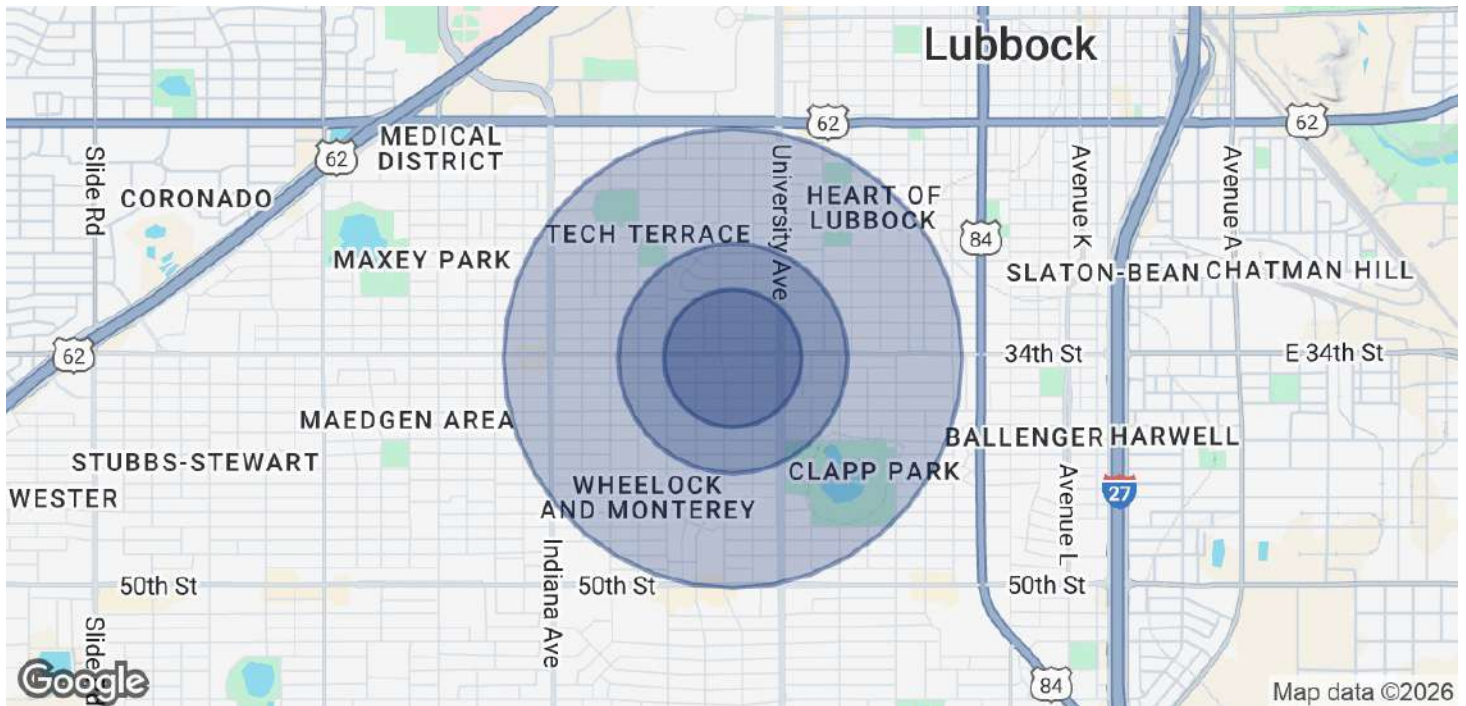 Lubbock
62
62
MEDICAL
DISTRICT
62
Slide Rd
University Ave
Avenue K
Avenue A
CORONADO
HEART OF
LUBBOCK
TECH TERRACE
84
MAXEY PARK
SLATON-BEAN
CHATMAN HILL
62
34th St
E 34th St
MAEDGEN AREA
BALLENGER
HARWELL
STUBBS-STEWART
CLAPP PARK
WESTER
WHEELOCK
AND MONTEREY
27
Avenue L
Indiana Ave
50th St
50th St
50th St
Slide Rd
84
Google
Map data ©2026